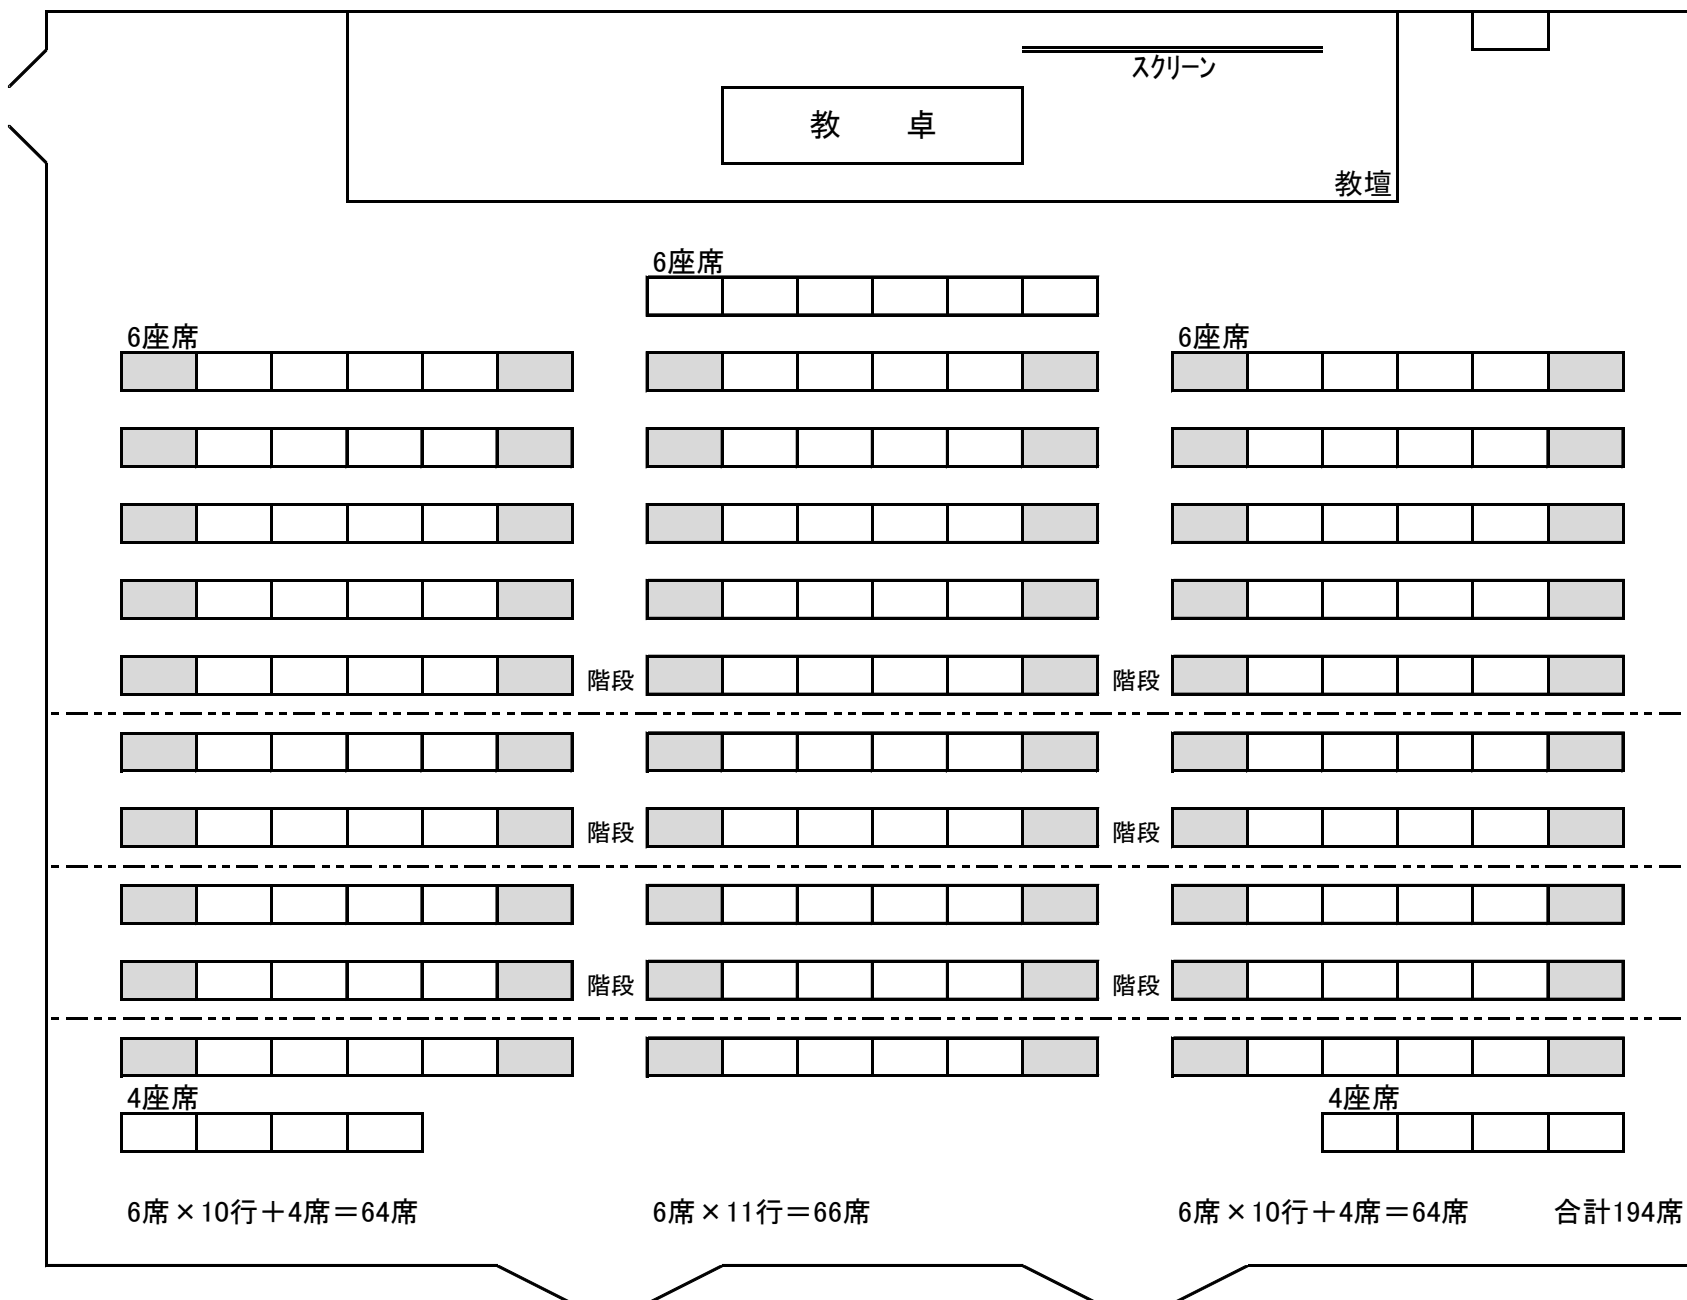 スクリーン
教　卓
教壇
6座席
6座席
6座席
階段
階段
階段
階段
階段
階段
4座席
4座席
6席×10行＋4席＝64席
6席×11行＝66席
6席×10行＋4席＝64席
合計194席